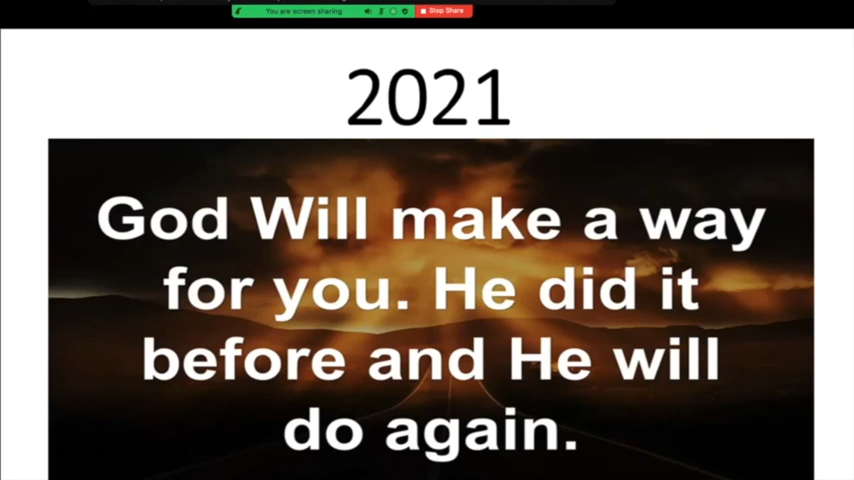 You are screen sharing
Stop Share
2021
God Will make a way
for you. He did it
before and He will
do again.